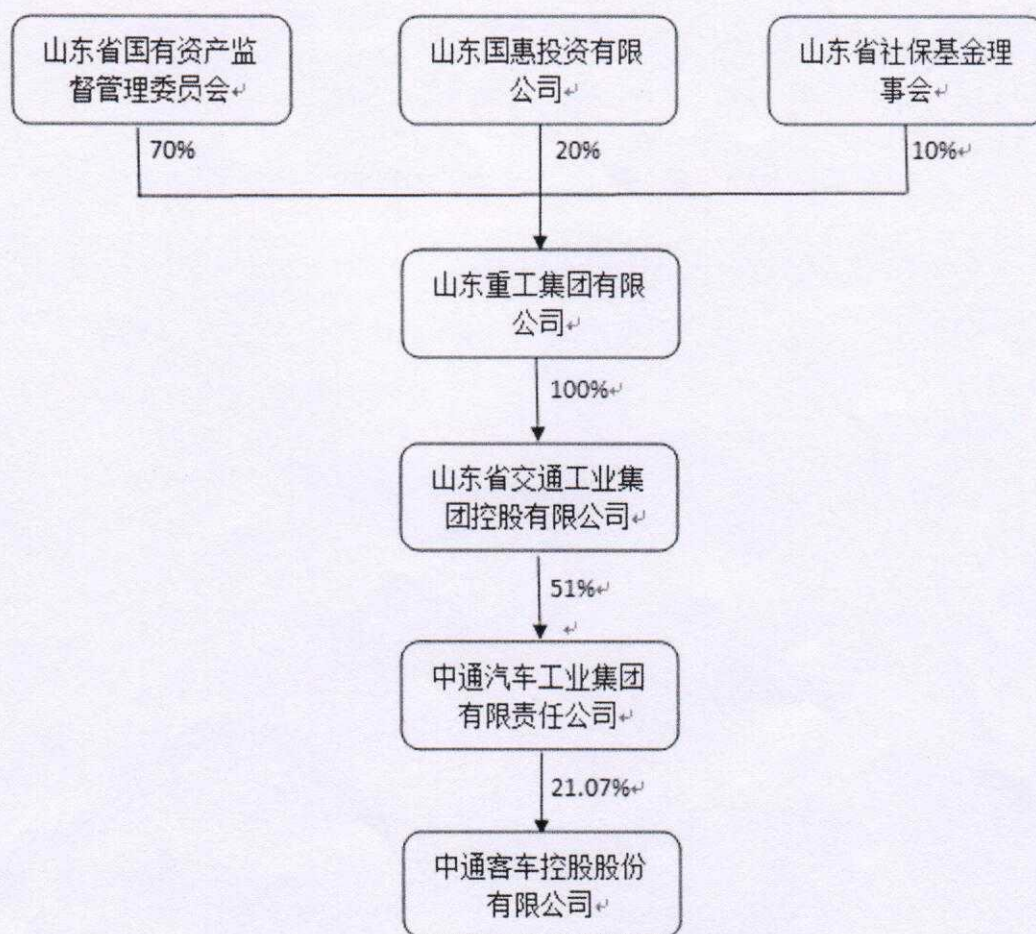 山东省国有资产监
督管理委员会↵
山东国惠投资有限
公司↵
山东省社保基金理
事会↵
70%
20%
10%↵
山东重工集团有限
公司↵
100%↵
山东省交通工业集
团控股有限公司↵
51%↵
↵
中通汽车工业集团
有限责任公司↵
21.07%↵
中通客车控股股份
有限公司↵